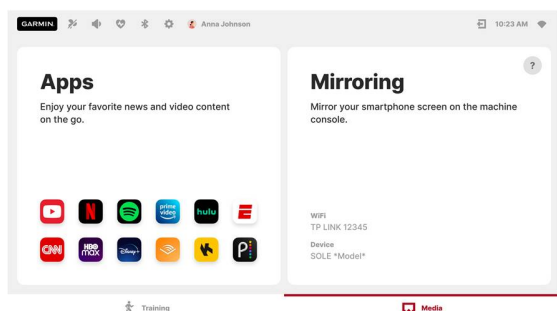 GARMIN
Anna Johnson
10:23 AM
Apps
Enjoy your favorite news and video content
on the go.
prime
video
hulu
CNN
HBO
max
Disney+
Mirroring
?
Mirror your smartphone screen on the machine
console.
WiFi
TP LINK 12345
Device
SOLE *Model*
Training
Media